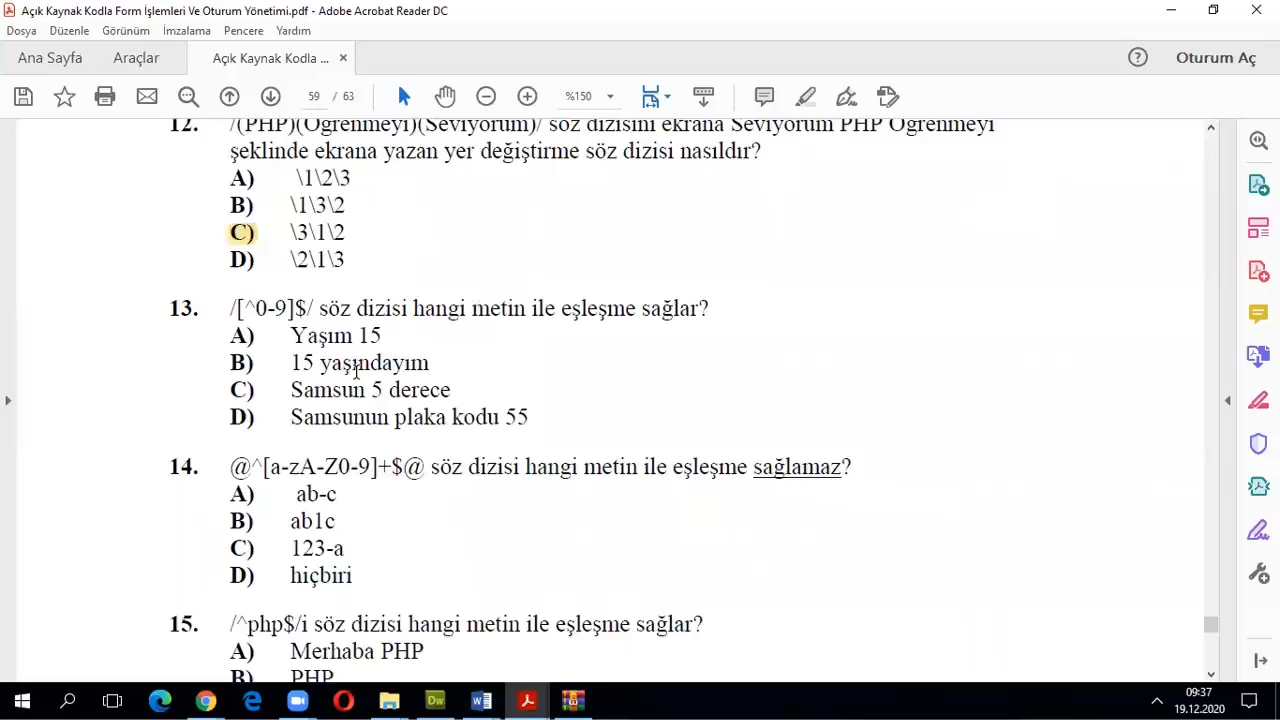 Açık Kaynak Kodla Form İşlemleri Ve Oturum Yönetimi.pdf - Adobe Acrobat Reader DC
Dosya Düzenle Görünüm İmzalama Pencere Yardım
Ana Sayfa Araçlar Açık Kaynak Kodla ... × Oturum Aç
59 / 63 %150
12. /(PHP)(Öğrenmeyi)(Seviyorum)/ söz dizisini ekrana Seviyorum PHP Öğrenmeyi
şeklinde ekrana yazan yer değiştirme söz dizisi nasıldır?
A) \1\2\3
B) \1\3\2
C) \3\1\2
D) \2\1\3
13. /[^0-9]$/ söz dizisi hangi metin ile eşleşme sağlar?
A) Yaşım 15
B) 15 yaşındayım
C) Samsun 5 derece
D) Samsunun plaka kodu 55
14. @^[a-zA-Z0-9]+$@ söz dizisi hangi metin ile eşleşme sağlamaz?
A) ab-c
B) ab1c
C) 123-a
D) hiçbiri
15. /^php$/i söz dizisi hangi metin ile eşleşme sağlar?
A) Merhaba PHP
B) PHP
Dw
09:37
19.12.2020